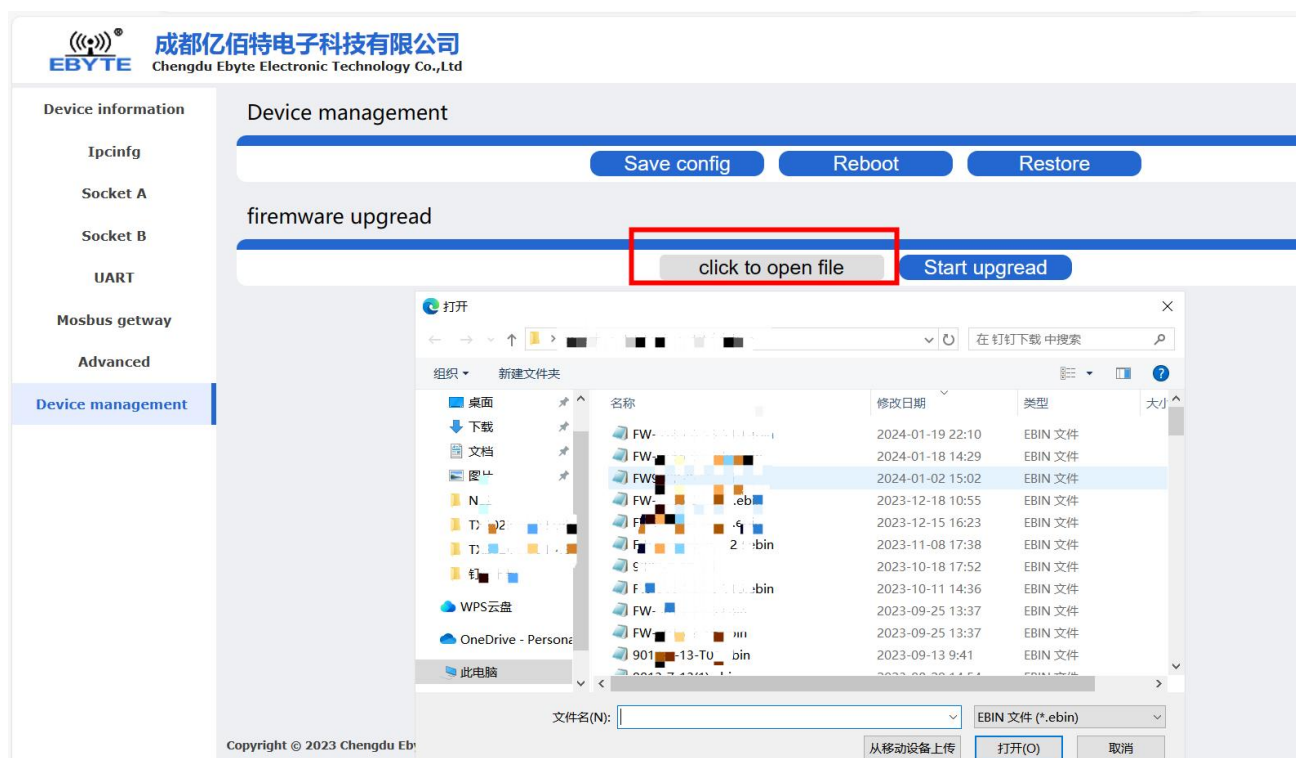 ((•))® 成都亿佰特电子科技有限公司
EBYTE Chengdu Ebyte Electronic Technology Co.,Ltd
Device information
Ipcinfg
Socket A
Socket B
UART
Mosbus getway
Advanced
Device management
Device management
Save config Reboot Restore
firemware upgread
click to open file Start upgread
打开
在 钉钉下载 中搜索
组织 新建文件夹
桌面
下载
文档
WPS云盘
OneDrive - Persona
此电脑
名称 修改日期 类型 大小
FW- 2024-01-19 22:10 EBIN 文件
FW- 2024-01-18 14:29 EBIN 文件
2024-01-02 15:02 EBIN 文件
FW- 2023-12-18 10:55 EBIN 文件
2023-12-15 16:23 EBIN 文件
2023-11-08 17:38 EBIN 文件
2023-10-18 17:52 EBIN 文件
2023-10-11 14:36 EBIN 文件
FW- 2023-09-25 13:37 EBIN 文件
FW- 2023-09-25 13:37 EBIN 文件
2023-09-13 9:41 EBIN 文件
文件名(N): EBIN 文件 (*.ebin)
从移动设备上传 打开(O) 取消
Copyright © 2023 Chengdu